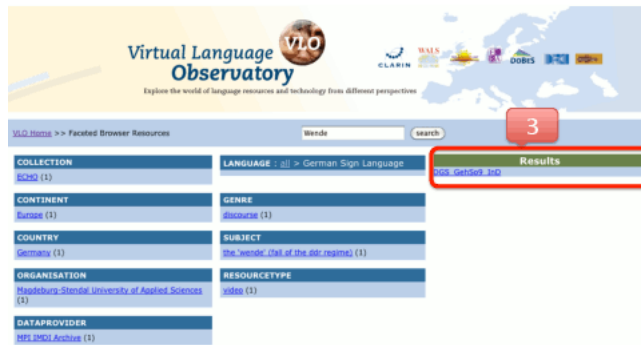 Virtual Language
VLO
Observatory
Explore the world of language resources and technology from different perspectives
CLARIN
WALS
DOBES
VLO Home >> Faceted Browser Resources
Wende
search
3
COLLECTION
ECHO (1)
LANGUAGE : all > German Sign Language
Results
DGS_GehSo9_InD
CONTINENT
Europe (1)
GENRE
discourse (1)
COUNTRY
Germany (1)
SUBJECT
the 'wende' (fall of the ddr regime) (1)
ORGANISATION
Magdeburg-Stendal University of Applied Sciences
(1)
RESOURCETYPE
video (1)
DATAPROVIDER
MPI IMDI Archive (1)